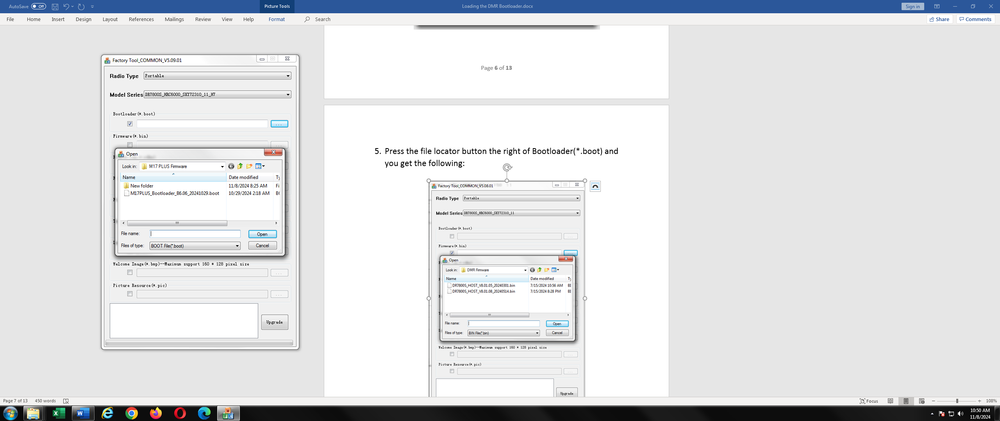 AutoSave Off
Picture Tools
Loading the DMR Bootloader.docx
Sign in
File Home Insert Design Layout References Mailings Review View Help Format Search
Share Comments
Page 6 of 13
Factory Tool_COMMON_V5.09.01
Radio Type Portable
Model Series DR7800S_HRC6000_SKY72310_11_H7
Bootloader(*.boot)
...
Firmware(*.bin)
...
Open
Look in: M17 PLUS Firmware
Name Date modified Ty
New folder 11/8/2024 8:25 AM Fi
M17PLUS_Bootloader_B6.06_20241029.boot 10/29/2024 2:18 AM BO
File name: Open
Files of type: BOOT File(*.boot) Cancel
Welcome Image(*.bmp)--Maximum support 160 * 128 pixel size
...
Picture Resource(*.pic)
...
Upgrade
5. Press the file locator button the right of Bootloader(*.boot) and
you get the following:
Factory Tool_COMMON_V5.08.01
Radio Type Portable
Model Series DR7800S_HRC6000_SKY72310_11
Bootloader(*.boot)
...
Firmware(*.bin)
...
Open
Look in: DMR Firmware
Name Date modified Ty
DR7800S_HOST_V8.01.05_20240301.bin 7/15/2024 10:56 AM BI
DR7800S_HOST_V8.01.08_20240514.bin 7/15/2024 8:28 PM BI
File name: Open
Files of type: BIN File(*.bin) Cancel
Welcome Image(*.bmp)--Maximum support 160 * 128 pixel size
...
Picture Resource(*.pic)
...
Upgrade
Page 7 of 13 450 words
Focus 108%
10:50 AM
11/8/2024